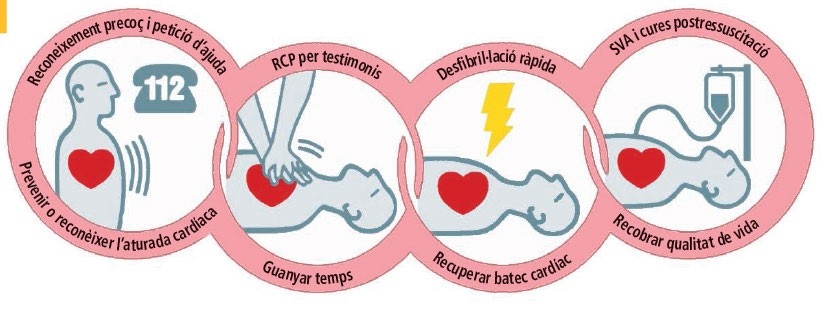 Reconeixement precoç i petició d'ajuda
112
Prevenir o reconèixer l'aturada cardíaca
RCP per testimonis
Guanyar temps
Desfibril·lació ràpida
Recuperar batec cardíac
SVA i cures postressuscitació
Recobrar qualitat de vida